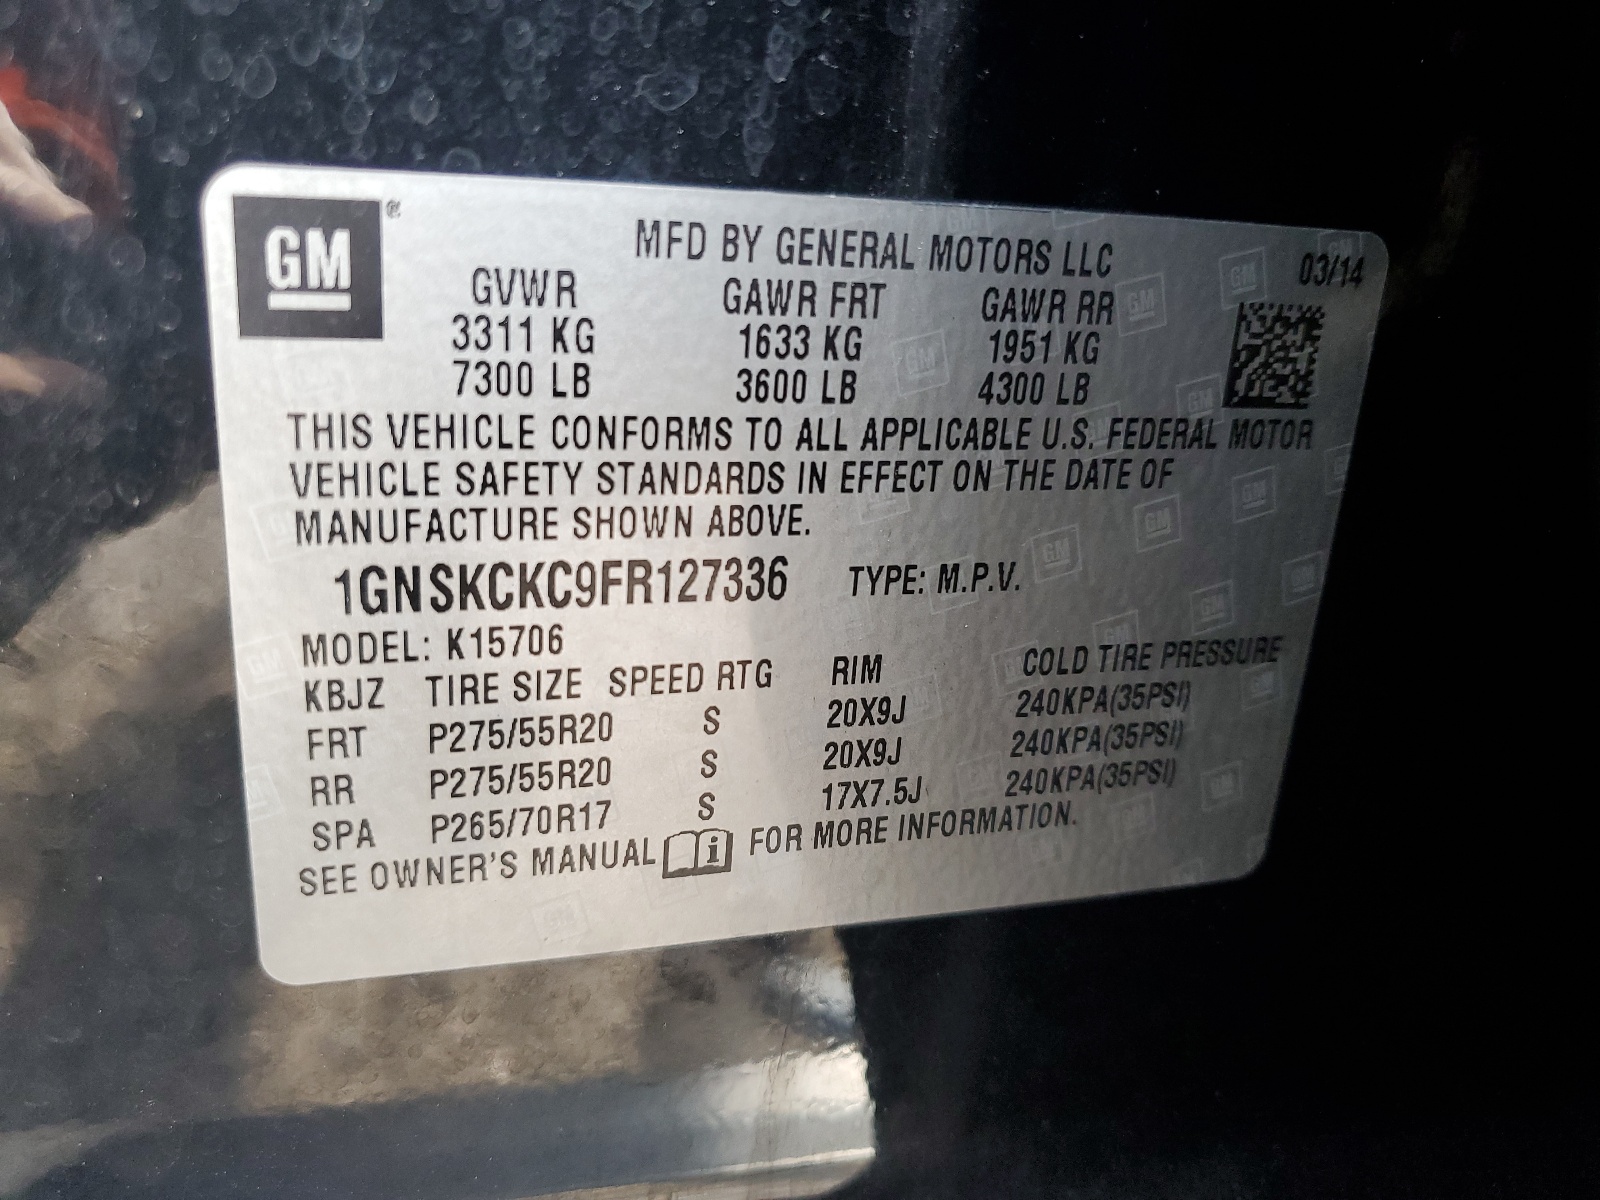 GM ®
MFD BY GENERAL MOTORS LLC 03/14
GVWR GAWR FRT GAWR RR
3311 KG 1633 KG 1951 KG
7300 LB 3600 LB 4300 LB
THIS VEHICLE CONFORMS TO ALL APPLICABLE U.S. FEDERAL MOTOR
VEHICLE SAFETY STANDARDS IN EFFECT ON THE DATE OF
MANUFACTURE SHOWN ABOVE.
1GNSKCKC9FR127336 TYPE: M.P.V.
MODEL: K15706
KBJZ TIRE SIZE SPEED RTG RIM COLD TIRE PRESSURE
FRT P275/55R20 S 20X9J 240KPA(35PSI)
RR P275/55R20 S 20X9J 240KPA(35PSI)
SPA P265/70R17 S 17X7.5J 240KPA(35PSI)
SEE OWNER'S MANUAL i FOR MORE INFORMATION.